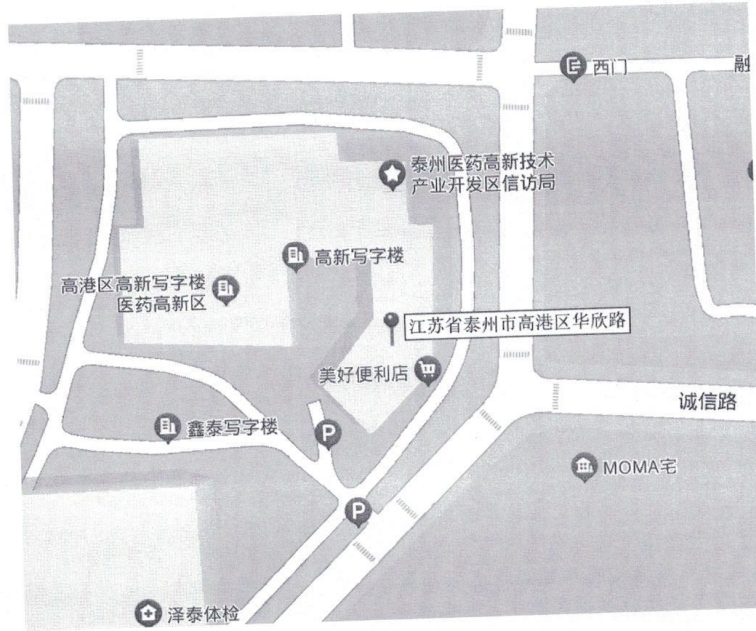 西门
融
泰州医药高新技术
产业开发区信访局
高新写字楼
高港区高新写字楼
医药高新区
江苏省泰州市高港区华欣路
美好便利店
诚信路
鑫泰写字楼
P
MOMA宅
P
泽泰体检